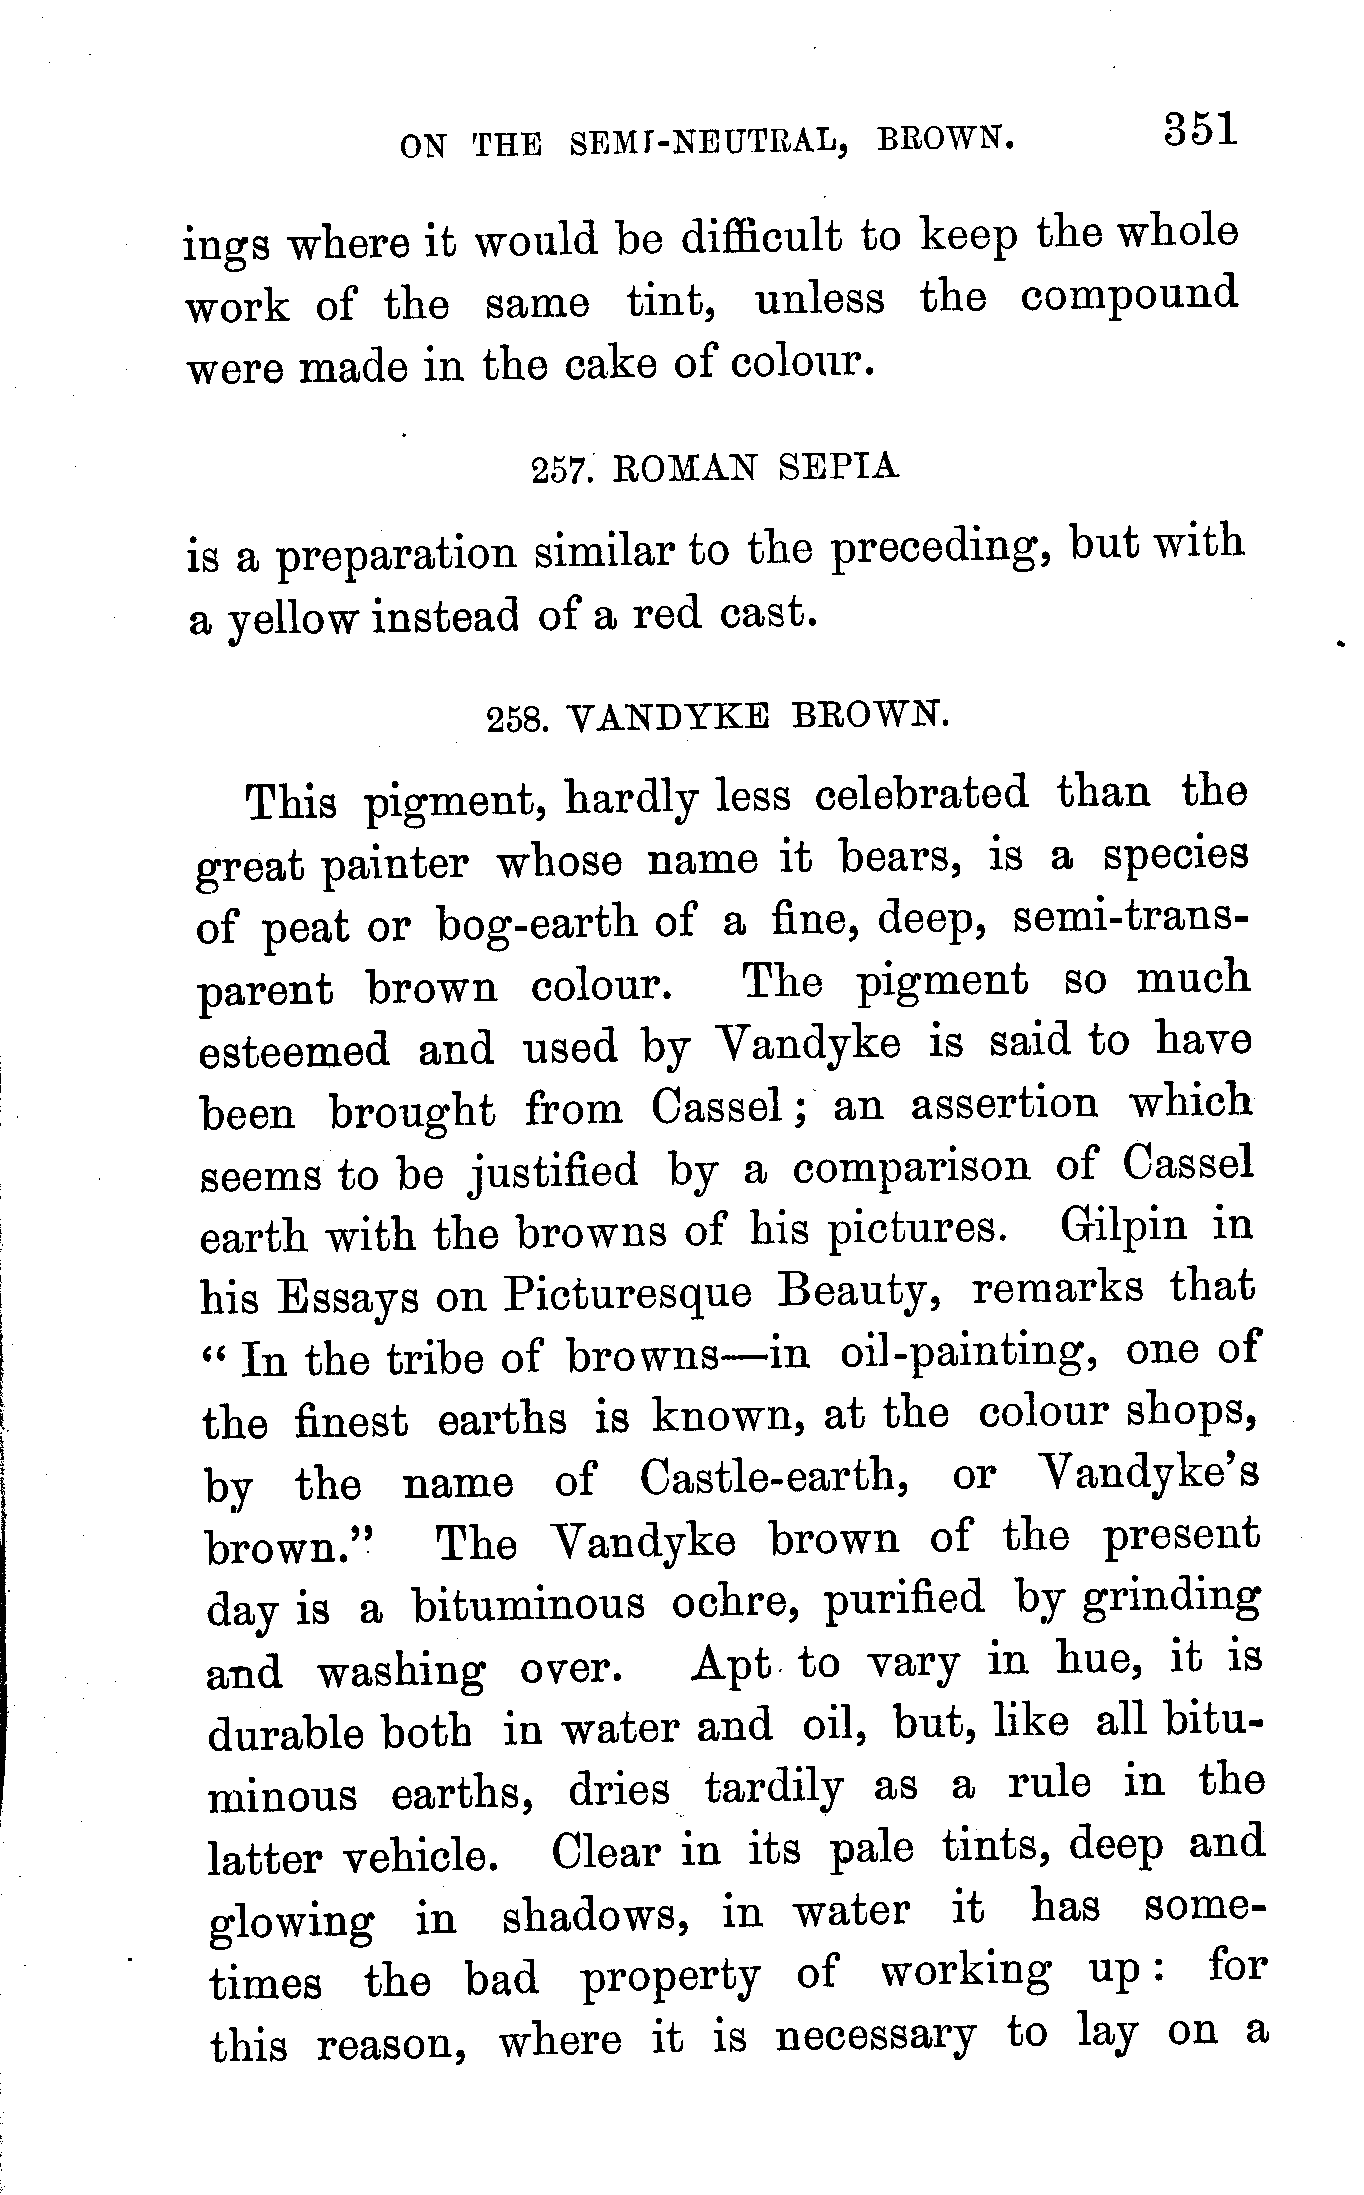 ON THE SEMI-NEUTRAL, BROWN. 351
ings where it would be difficult to keep the whole
work of the same tint, unless the compound
were made in the cake of colour.
257. ROMAN SEPIA
is a preparation similar to the preceding, but with
a yellow instead of a red cast.
258. VANDYKE BROWN.
This pigment, hardly less celebrated than the
great painter whose name it bears, is a species
of peat or bog-earth of a fine, deep, semi-trans-
parent brown colour. The pigment so much
esteemed and used by Vandyke is said to have
been brought from Cassel; an assertion which
seems to be justified by a comparison of Cassel
earth with the browns of his pictures. Gilpin in
his Essays on Picturesque Beauty, remarks that
“ In the tribe of browns—in oil-painting, one of
the finest earths is known, at the colour shops,
by the name of Castle-earth, or Vandyke's
brown.” The Vandyke brown of the present
day is a bituminous ochre, purified by grinding
and washing over. Apt to vary in hue, it is
durable both in water and oil, but, like all bitu-
minous earths, dries tardily as a rule in the
latter vehicle. Clear in its pale tints, deep and
glowing in shadows, in water it has some-
times the bad property of working up: for
this reason, where it is necessary to lay on a